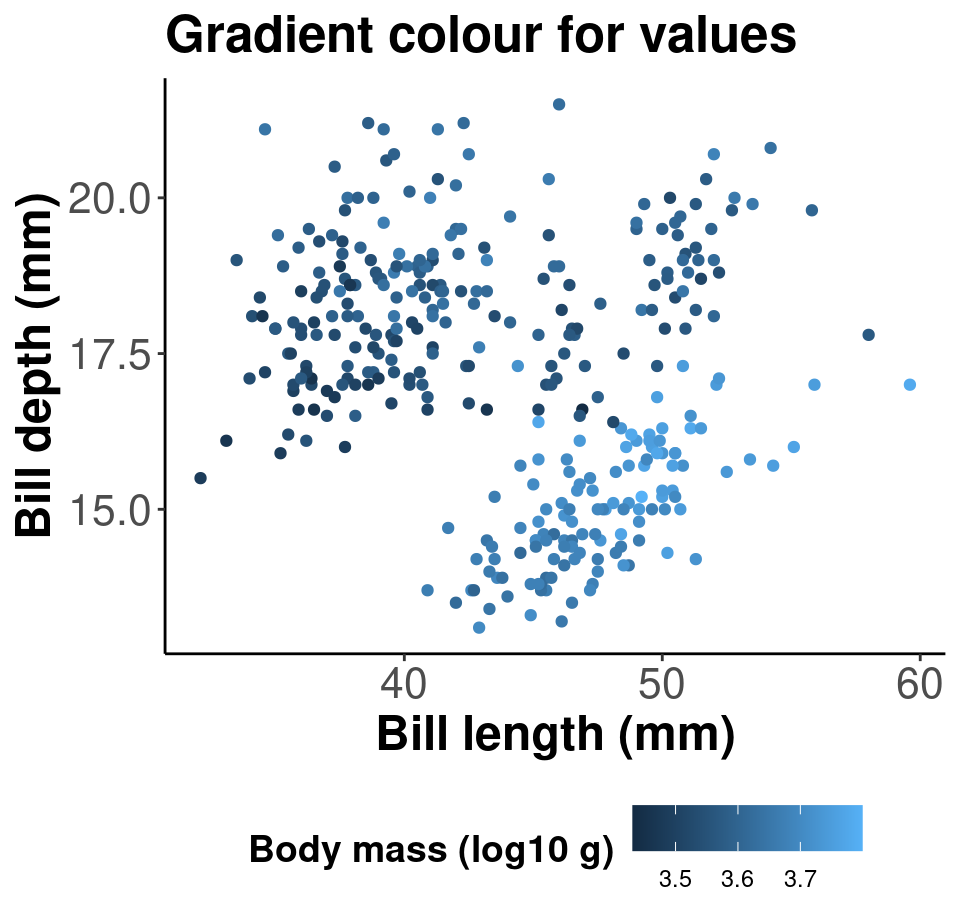 Gradient colour for values
Bill depth (mm)
20.0
17.5
15.0
40 50 60
Bill length (mm)
Body mass (log10 g)
3.5 3.6 3.7